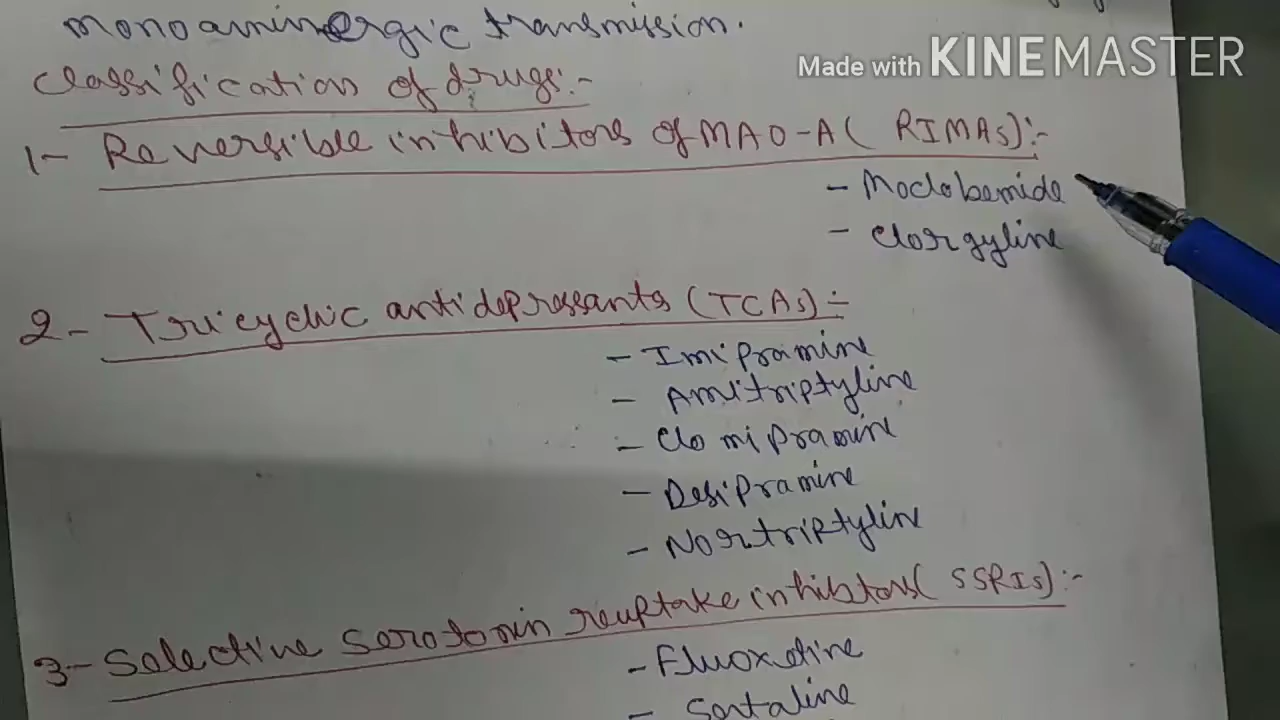 monoaminergic transmission.
Made with KINEMASTER
Classification of drugs:-
1- Reversible inhibitors of MAO-A ( RIMAs):-
- Moclobemide
- Clorgyline
2- Tricyclic antidepressants (TCAs):-
- Imipramine
- Amitriptyline
- Clomipramine
- Desipramine
- Nortriptyline
3- Selective serotonin reuptake inhibitors( SSRIs):-
- Fluoxetine
- Sertaline